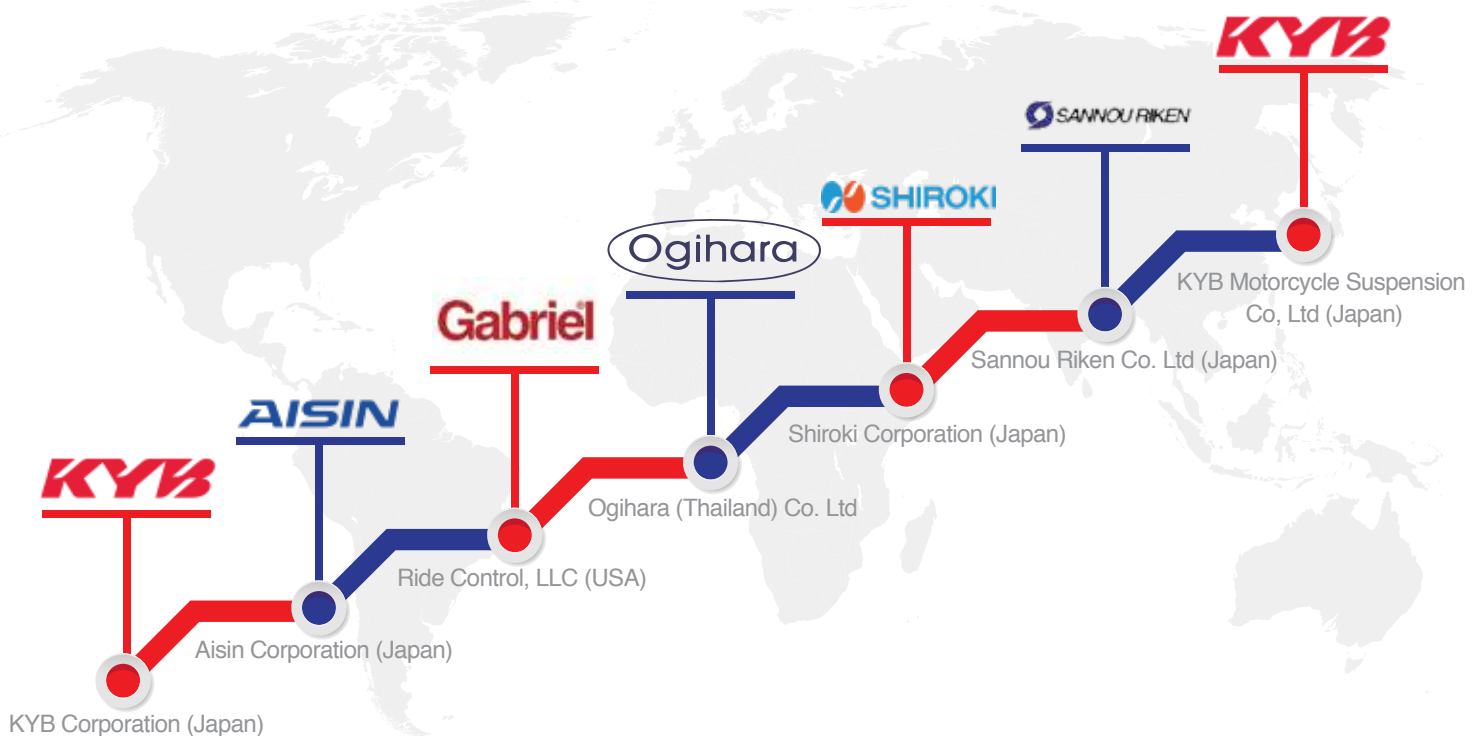 KYB
KYB Corporation (Japan)
AISIN
Aisin Corporation (Japan)
Gabriel
Ride Control, LLC (USA)
Ogihara
Ogihara (Thailand) Co. Ltd
SHIROKI
Shiroki Corporation (Japan)
SANNOU RIKEN
Sannou Riken Co. Ltd (Japan)
KYB
KYB Motorcycle Suspension
Co, Ltd (Japan)